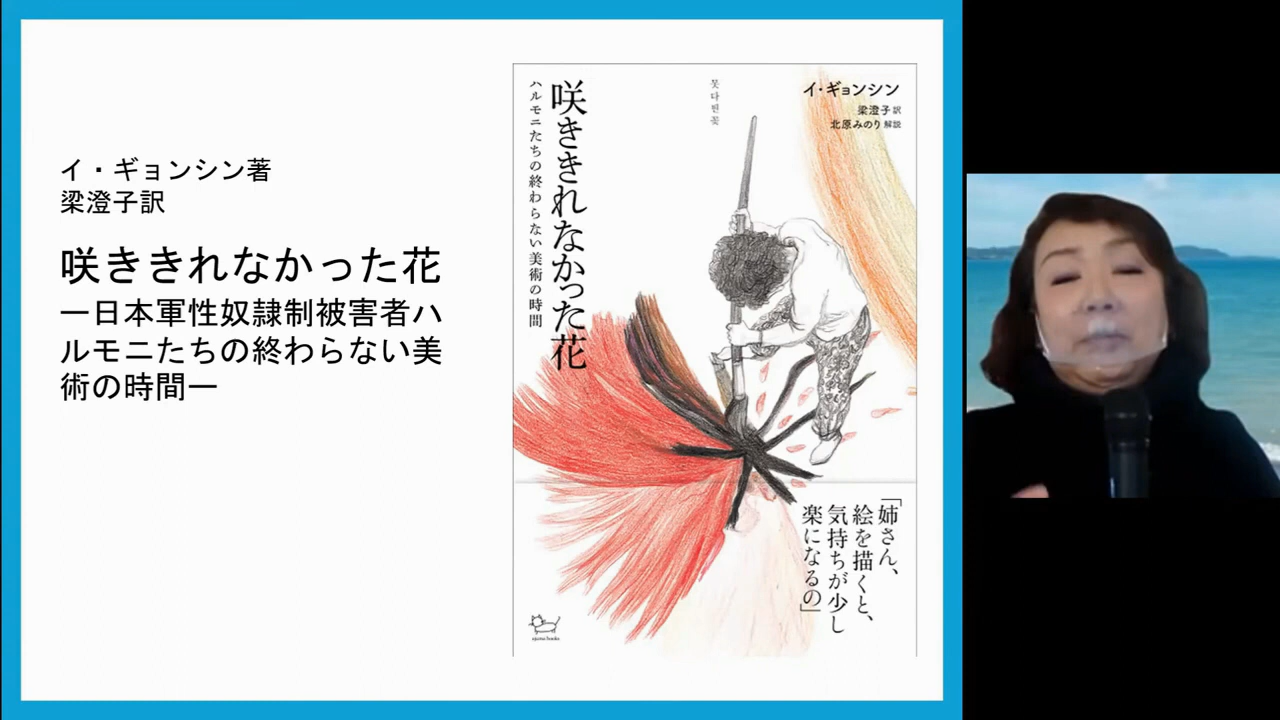 イ・ギョンシン著
梁澄子訳
咲ききれなかった花
―日本軍性奴隷制被害者ハ
ルモニたちの終わらない美
術の時間―
イ・ギョンシン
梁澄子 訳
北原みのり 解説
못다핀 꽃
咲ききれなかった花
ハルモニたちの終わらない美術の時間
「姉さん、
絵を描くと、
気持ちが少し
楽になるの」
ajuma books